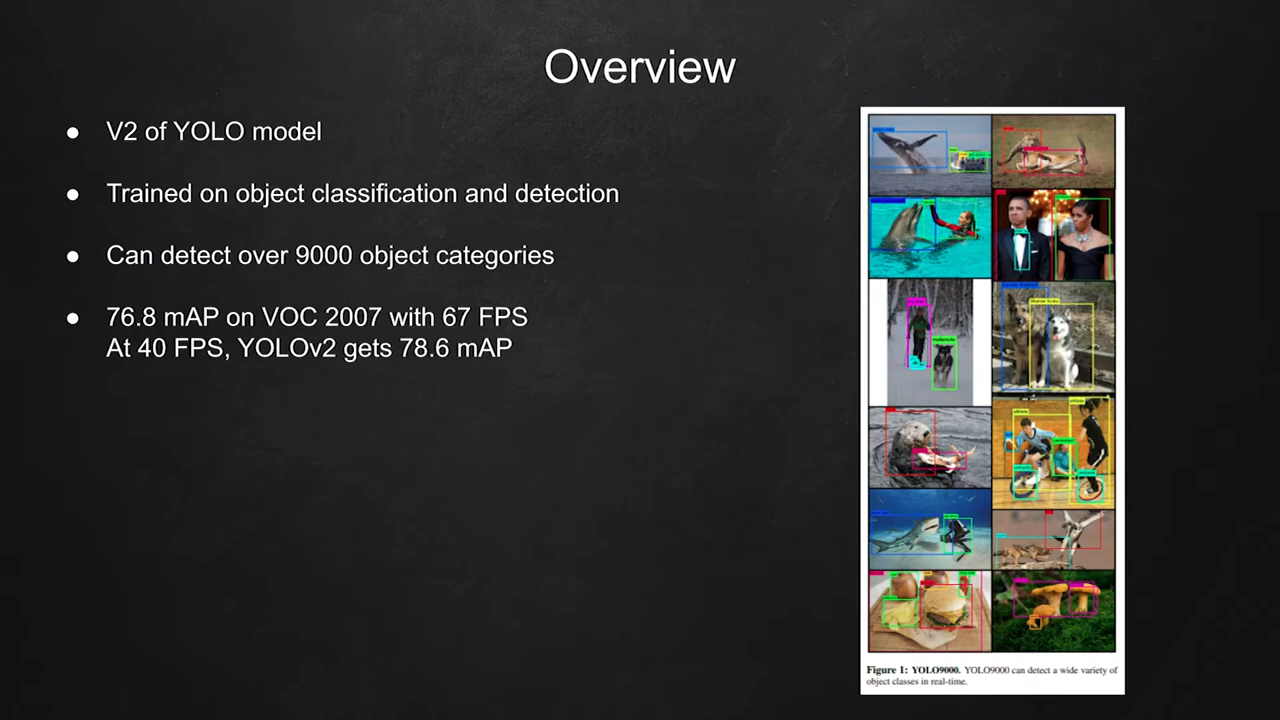 Overview
● V2 of YOLO model
● Trained on object classification and detection
● Can detect over 9000 object categories
● 76.8 mAP on VOC 2007 with 67 FPS
At 40 FPS, YOLOv2 gets 78.6 mAP
Figure 1: YOLO9000. YOLO9000 can detect a wide variety of
object classes in real-time.